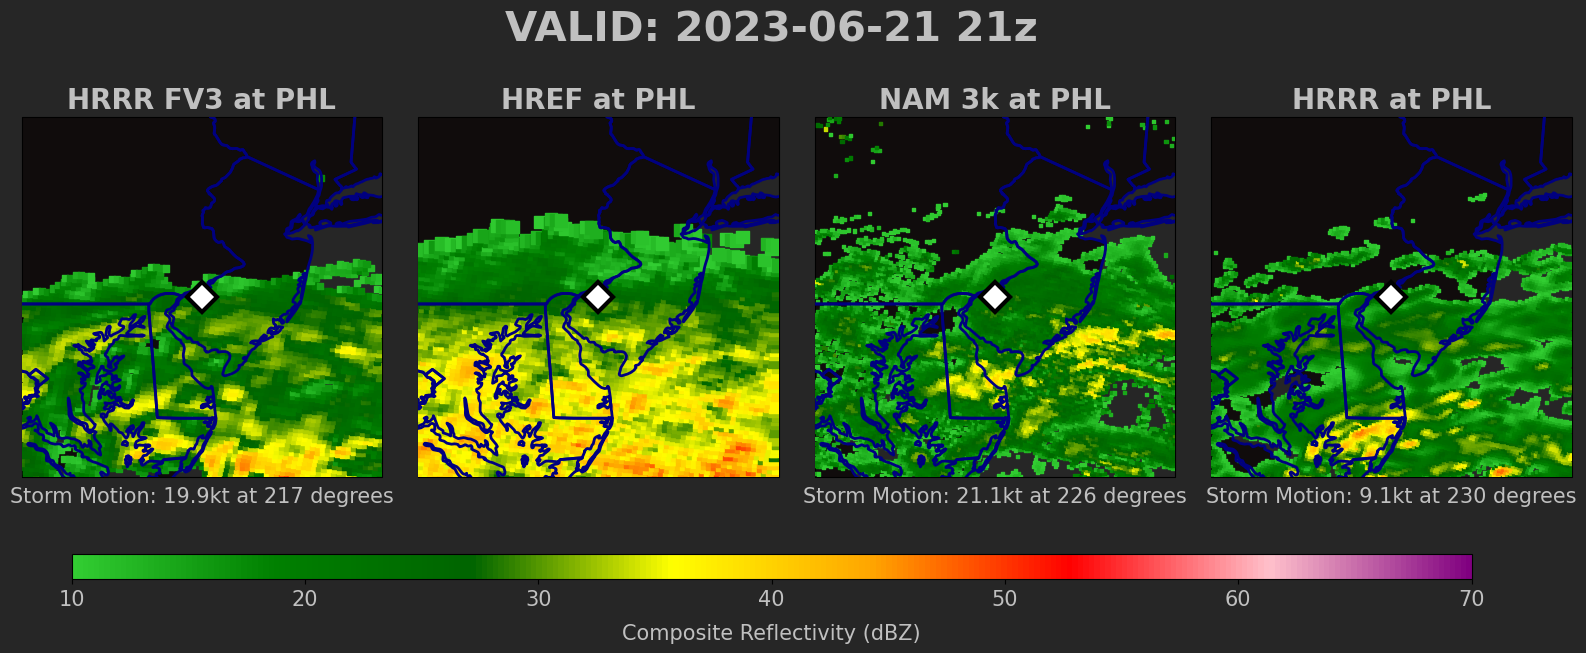 VALID: 2023-06-21 21z
HRRR FV3 at PHL
HREF at PHL
NAM 3k at PHL
HRRR at PHL
Storm Motion: 19.9kt at 217 degrees
Storm Motion: 21.1kt at 226 degrees
Storm Motion: 9.1kt at 230 degrees
10 20 30 40 50 60 70
Composite Reflectivity (dBZ)